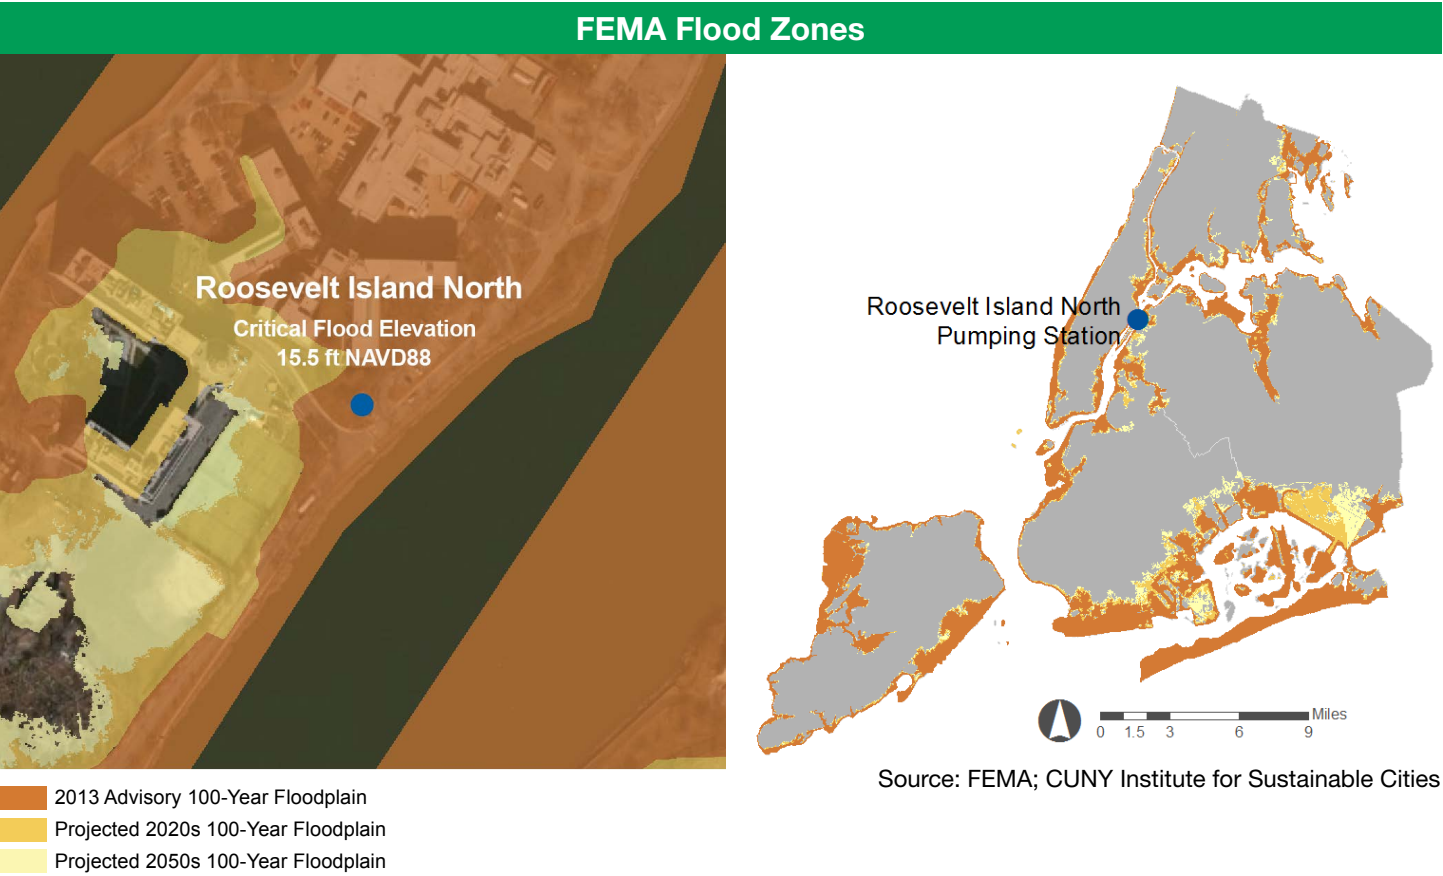 FEMA Flood Zones
Roosevelt Island North
Critical Flood Elevation
15.5 ft NAVD88
Roosevelt Island North
Pumping Station
Miles
0 1.5 3 6 9
Source: FEMA; CUNY Institute for Sustainable Cities
2013 Advisory 100-Year Floodplain
Projected 2020s 100-Year Floodplain
Projected 2050s 100-Year Floodplain